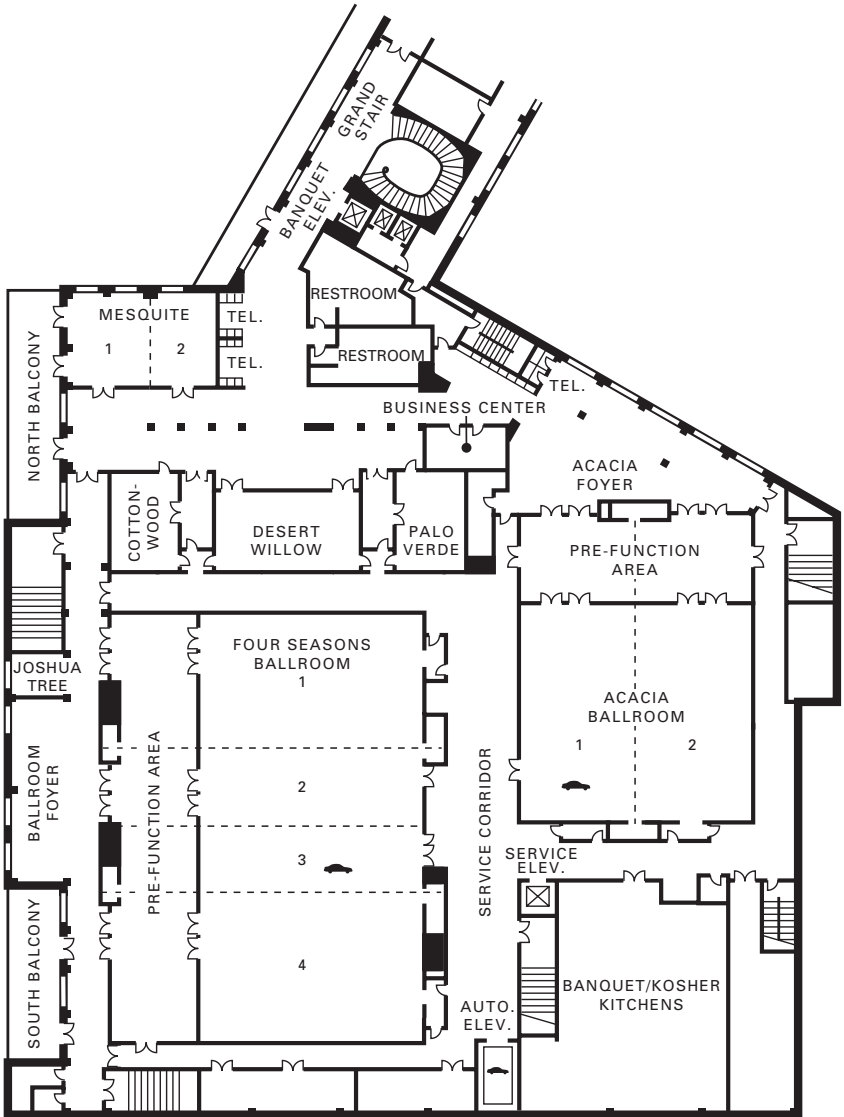 GRAND
STAIR
BANQUET
ELEV.
RESTROOM
MESQUITE
TEL.
1
2
RESTROOM
TEL.
TEL.
NORTH BALCONY
BUSINESS CENTER
ACACIA
FOYER
COTTON-
WOOD
DESERT
WILLOW
PALO
VERDE
PRE-FUNCTION
AREA
FOUR SEASONS
BALLROOM
1
JOSHUA
TREE
ACACIA
BALLROOM
1
2
BALLROOM
FOYER
PRE-FUNCTION AREA
2
SERVICE CORRIDOR
3
SERVICE
ELEV.
SOUTH BALCONY
4
BANQUET/KOSHER
KITCHENS
AUTO.
ELEV.